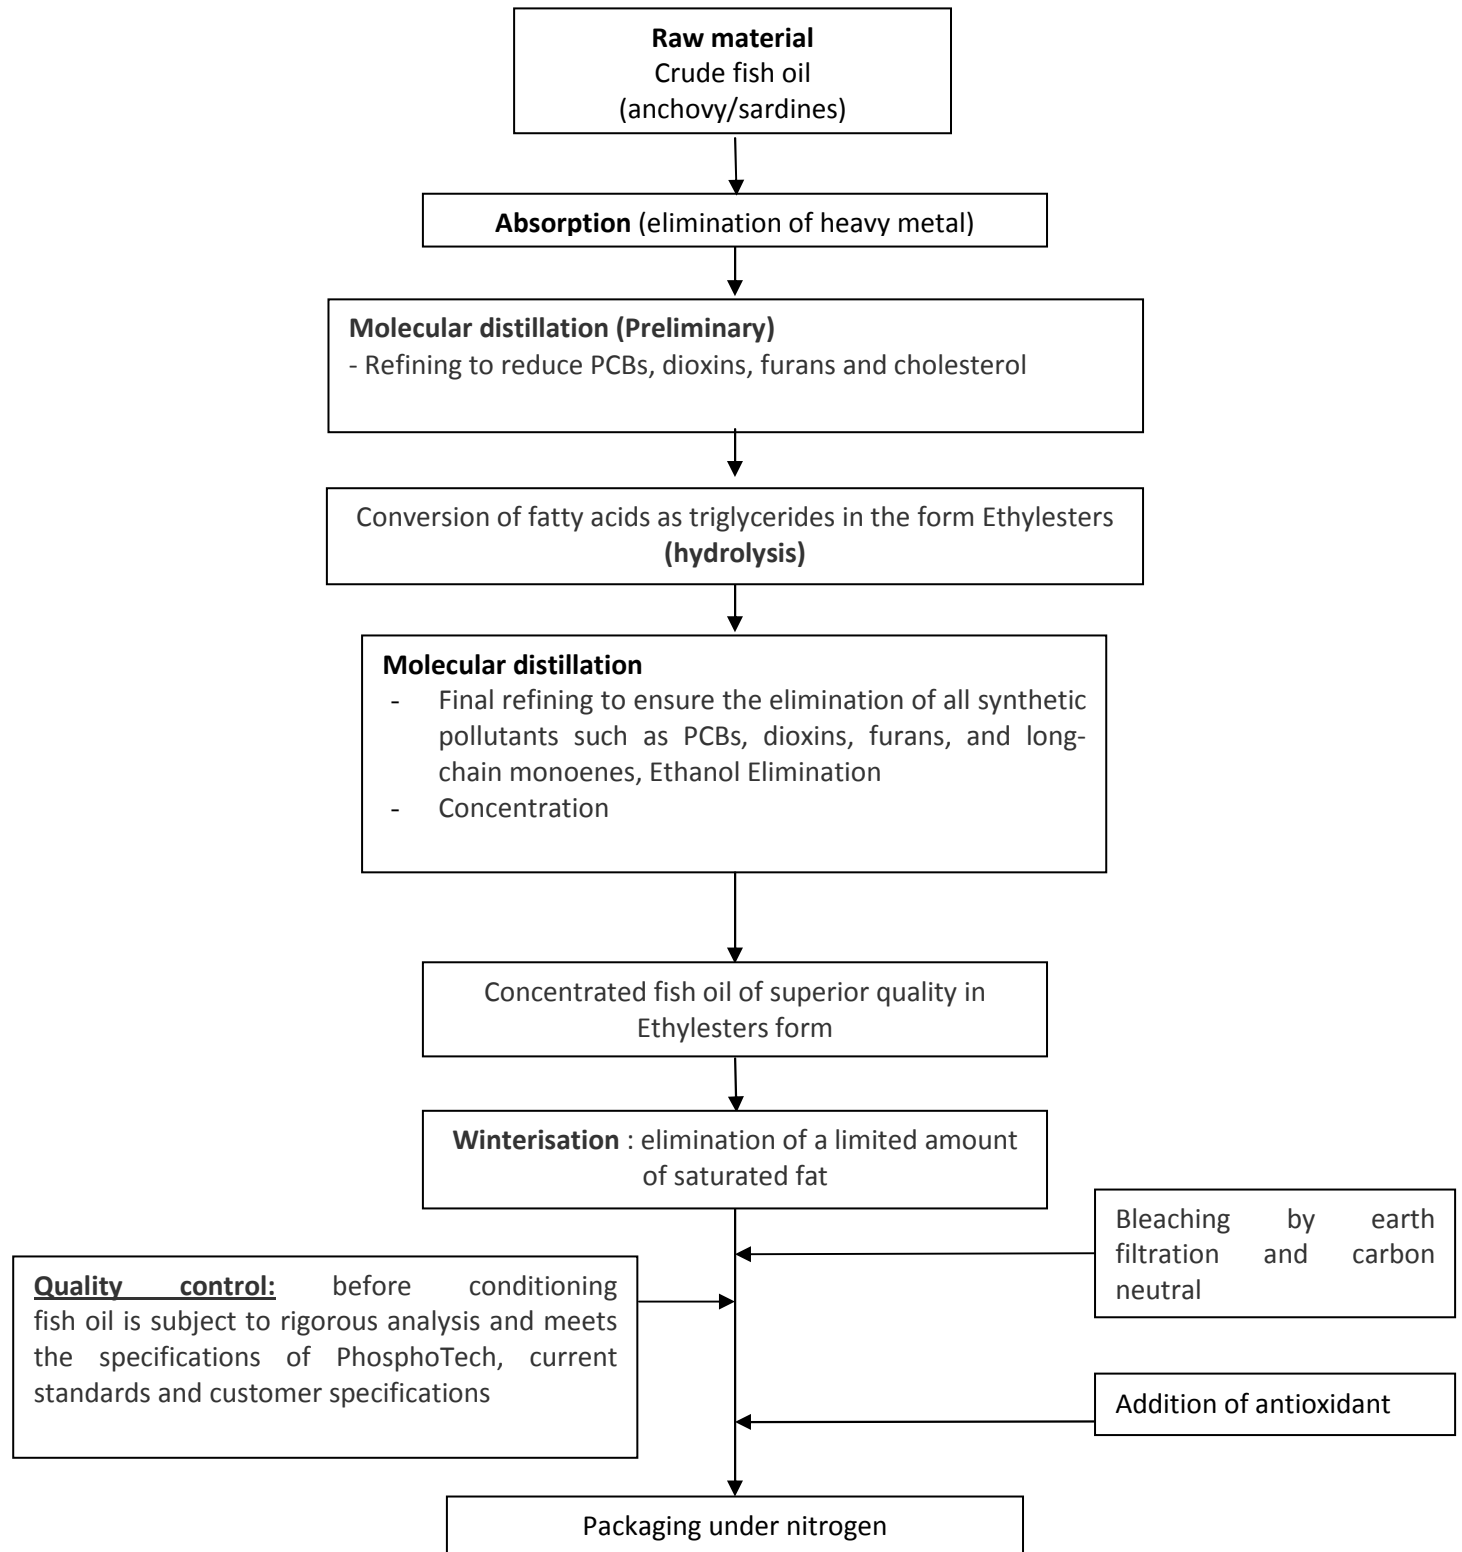 Raw material
Crude fish oil
(anchovy/sardines)
Absorption (elimination of heavy metal)
Molecular distillation (Preliminary)
- Refining to reduce PCBs, dioxins, furans and cholesterol
Conversion of fatty acids as triglycerides in the form Ethylesters
(hydrolysis)
Molecular distillation
- Final refining to ensure the elimination of all synthetic
pollutants such as PCBs, dioxins, furans, and long-
chain monoenes, Ethanol Elimination
- Concentration
Concentrated fish oil of superior quality in
Ethylesters form
Winterisation : elimination of a limited amount
of saturated fat
Bleaching by earth
filtration and carbon
neutral
Quality control: before conditioning
fish oil is subject to rigorous analysis and meets
the specifications of PhosphoTech, current
standards and customer specifications
Addition of antioxidant
Packaging under nitrogen